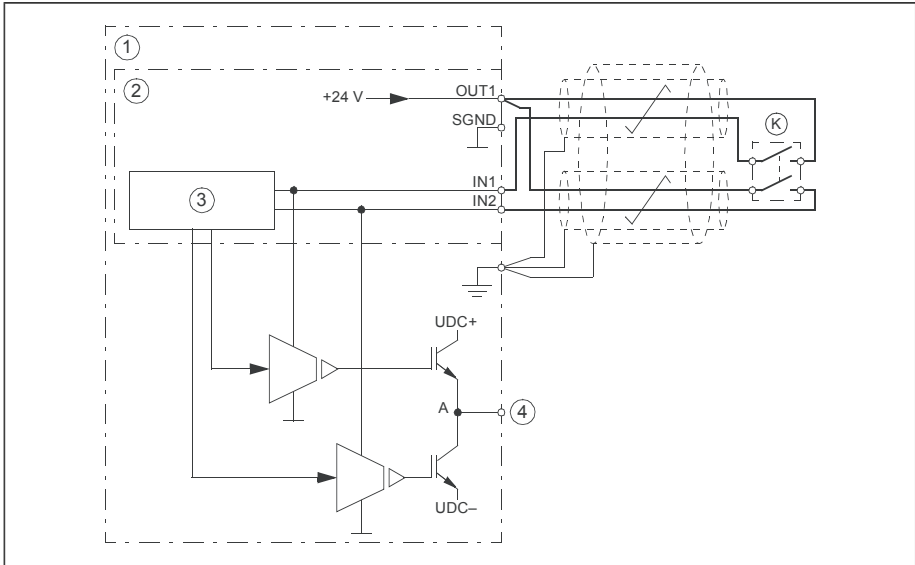 1
2
+24 V
OUT1
SGND
K
IN1
3
IN2
UDC+
A
4
UDC–